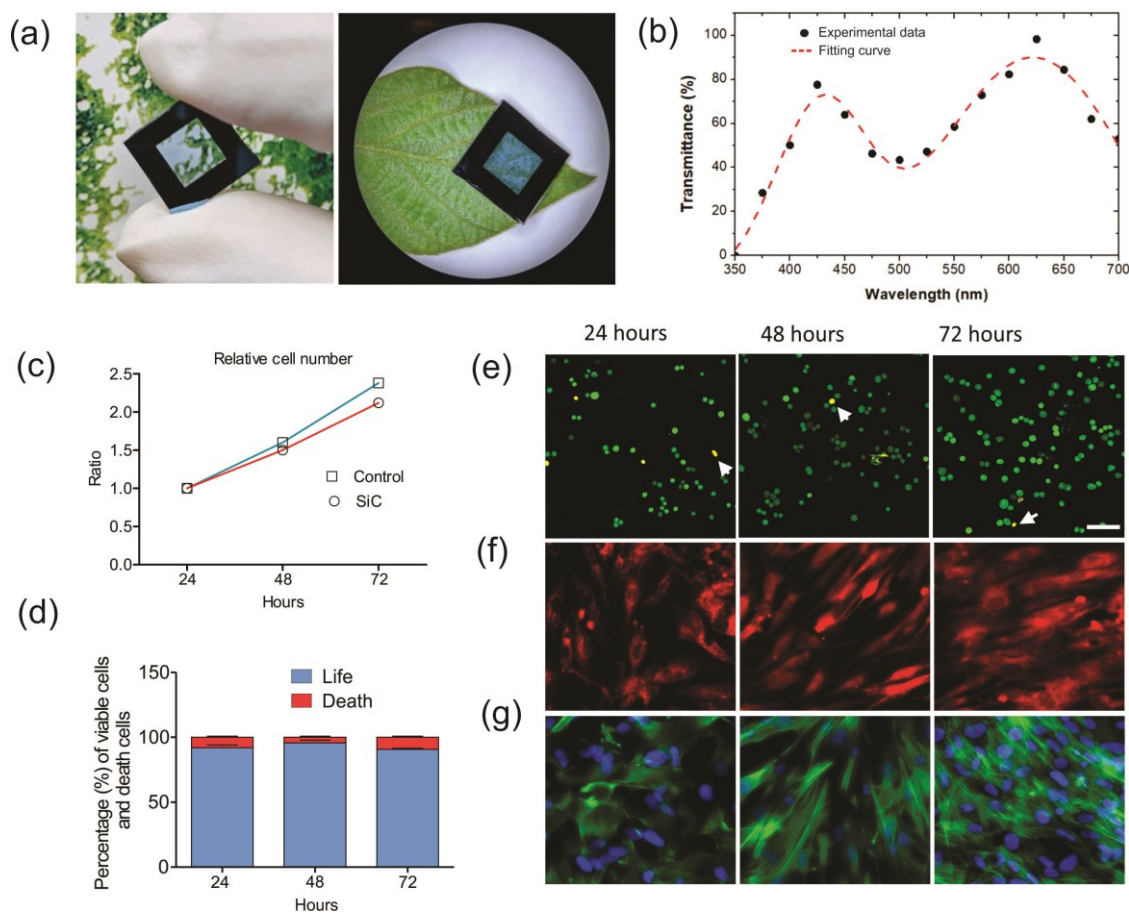 (a)
(b)
100
80
60
40
20
0
Transmittance (%)
Experimental data
Fitting curve
350
400
450
500
550
600
650
700
Wavelength (nm)
(c)
Relative cell number
2.5
2.0
1.5
1.0
0.5
0.0
Ratio
Control
SiC
24
48
72
Hours
(d)
150
100
50
0
Percentage (%) of viable cells
and death cells
Life
Death
24
48
72
Hours
24 hours
48 hours
72 hours
(e)
(f)
(g)